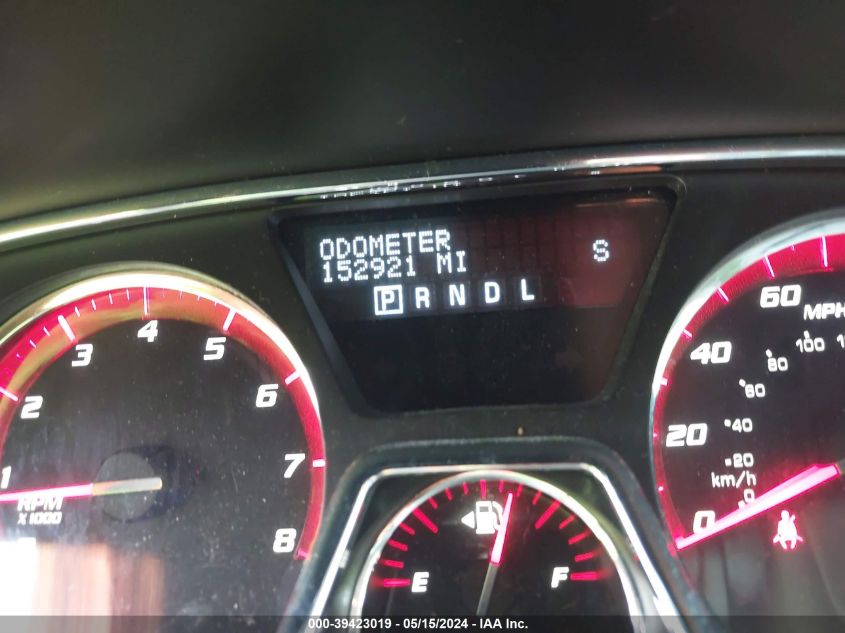 ODOMETER
152921 MI
S
P R N D L
1 2 3 4 5 6 7 8
RPM
X1000
E F
0 20 40 60
MPH
0 20 40 60 80 100
km/h
000-39423019 - 05/15/2024 - IAA Inc.